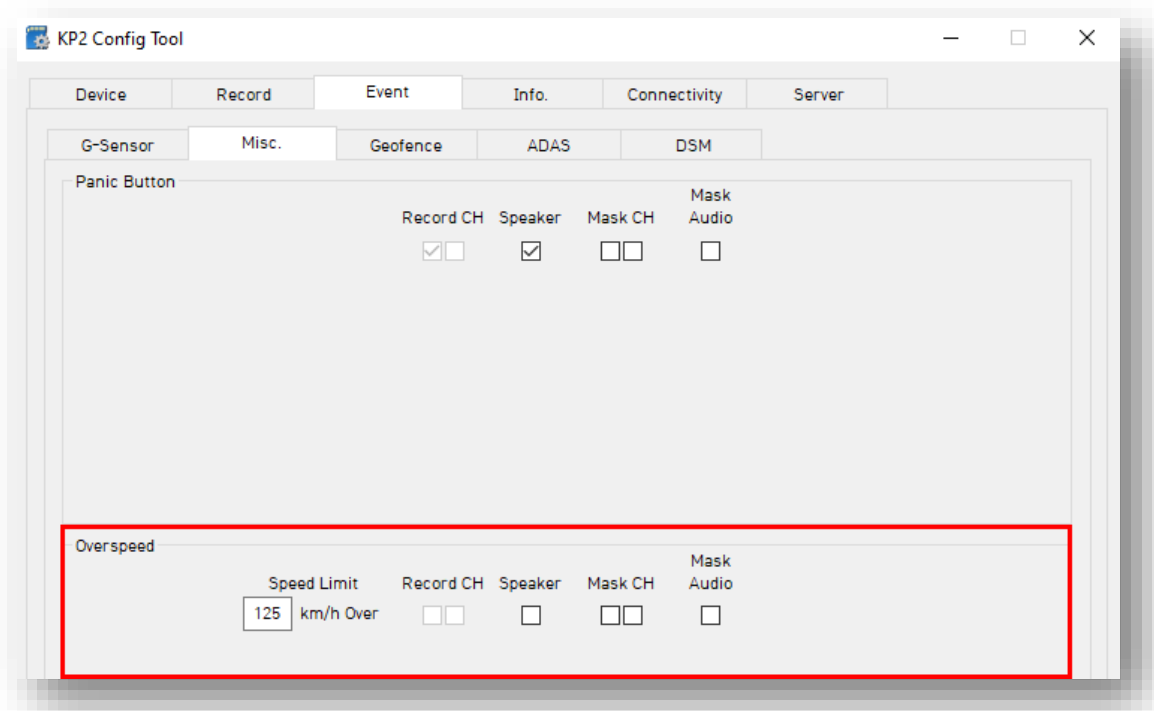 KP2 Config Tool
Device Record Event Info. Connectivity Server
G-Sensor Misc. Geofence ADAS DSM
Panic Button
Mask
Record CH Speaker Mask CH Audio
Overspeed
Mask
Speed Limit Record CH Speaker Mask CH Audio
125 km/h Over